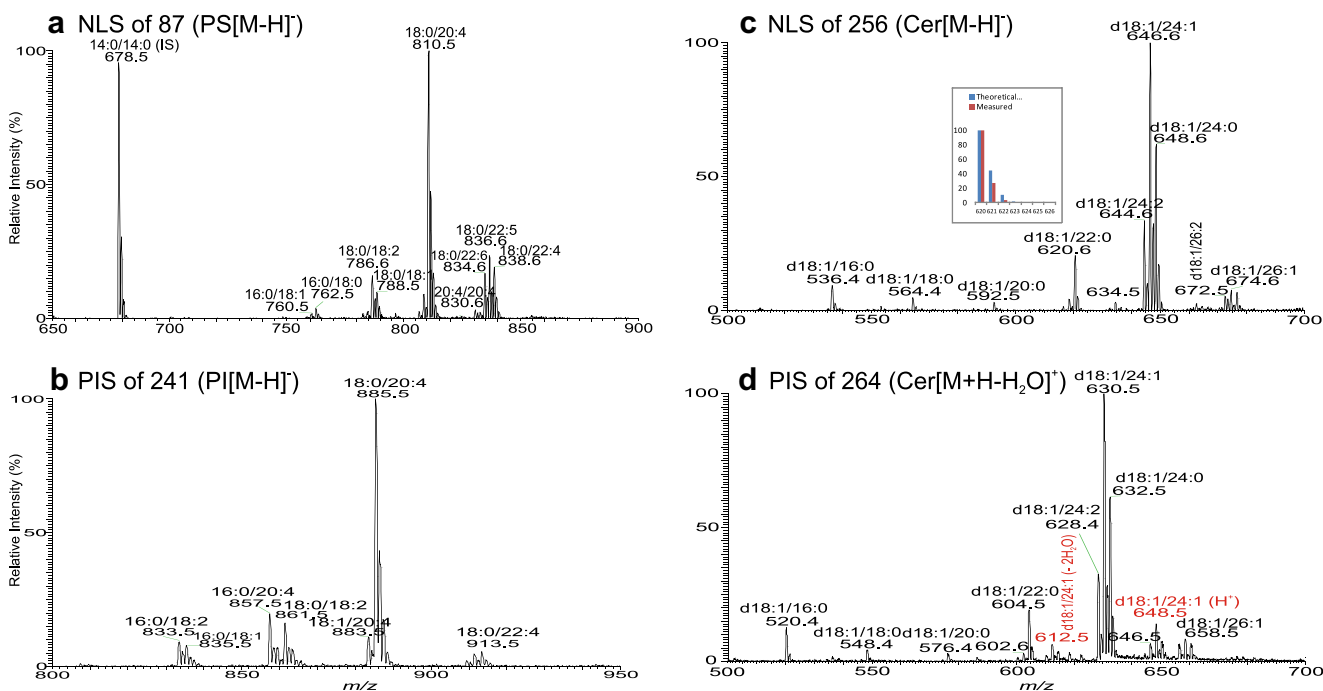 a NLS of 87 (PS[M-H]⁻)
14:0/14:0 (IS)
678.5
18:0/20:4
810.5
100
50
0
Relative Intensity (%)
16:0/18:1
760.5
16:0/18:0
762.5
18:0/18:2
786.6
18:0/18:1
788.5
20:4/20:4
830.6
18:0/22:6
834.6
18:0/22:5
836.6
18:0/22:4
838.6
650 700 750 800 850 900
b PIS of 241 (PI[M-H]⁻)
18:0/20:4
885.5
100
50
0
Relative Intensity (%)
16:0/18:2
833.5
16:0/18:1
835.5
16:0/20:4
857.5
18:0/18:2
861.5
18:1/20:4
883.5
18:0/22:4
913.5
800 850 900 950
m/z
c NLS of 256 (Cer[M-H]⁻)
d18:1/24:1
646.6
100
50
0
Theoretical...
Measured
100
80
60
40
20
0
620 621 622 623 624 625 626
d18:1/24:0
648.6
d18:1/24:2
644.6
d18:1/22:0
620.6
d18:1/16:0
536.4
d18:1/18:0
564.4
d18:1/20:0
592.5
634.5
d18:1/26:2
672.5
d18:1/26:1
674.6
500 550 600 650 700
d PIS of 264 (Cer[M+H-H₂O]⁺)
d18:1/24:1
630.5
100
50
0
d18:1/24:0
632.5
d18:1/24:2
628.4
d18:1/24:1 (- 2H₂O)
612.5
d18:1/22:0
604.5
d18:1/24:1 (H⁺)
648.5
d18:1/16:0
520.4
d18:1/18:0
548.4
d18:1/20:0
576.4
602.6
646.5
d18:1/26:1
658.5
500 550 600 650 700
m/z